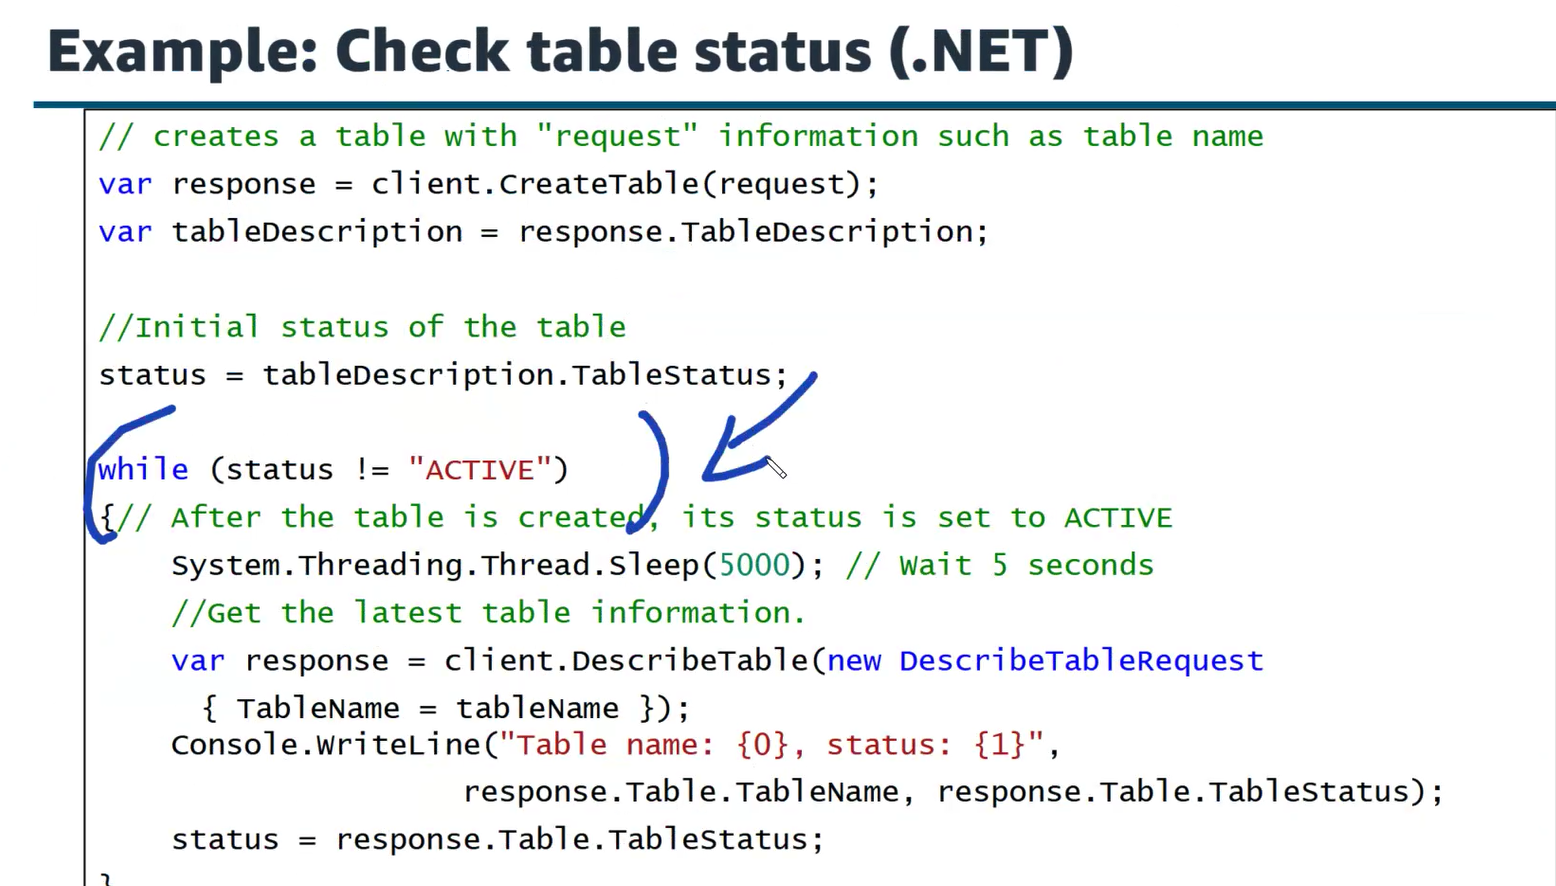 Example: Check table status (.NET)
// creates a table with "request" information such as table name
var response = client.CreateTable(request);
var tableDescription = response.TableDescription;
//Initial status of the table
status = tableDescription.TableStatus;
while (status != "ACTIVE")
{// After the table is created, its status is set to ACTIVE
System.Threading.Thread.Sleep(5000); // Wait 5 seconds
//Get the latest table information.
var response = client.DescribeTable(new DescribeTableRequest
{ TableName = tableName });
Console.WriteLine("Table name: {0}, status: {1}",
response.Table.TableName, response.Table.TableStatus);
status = response.Table.TableStatus;
}